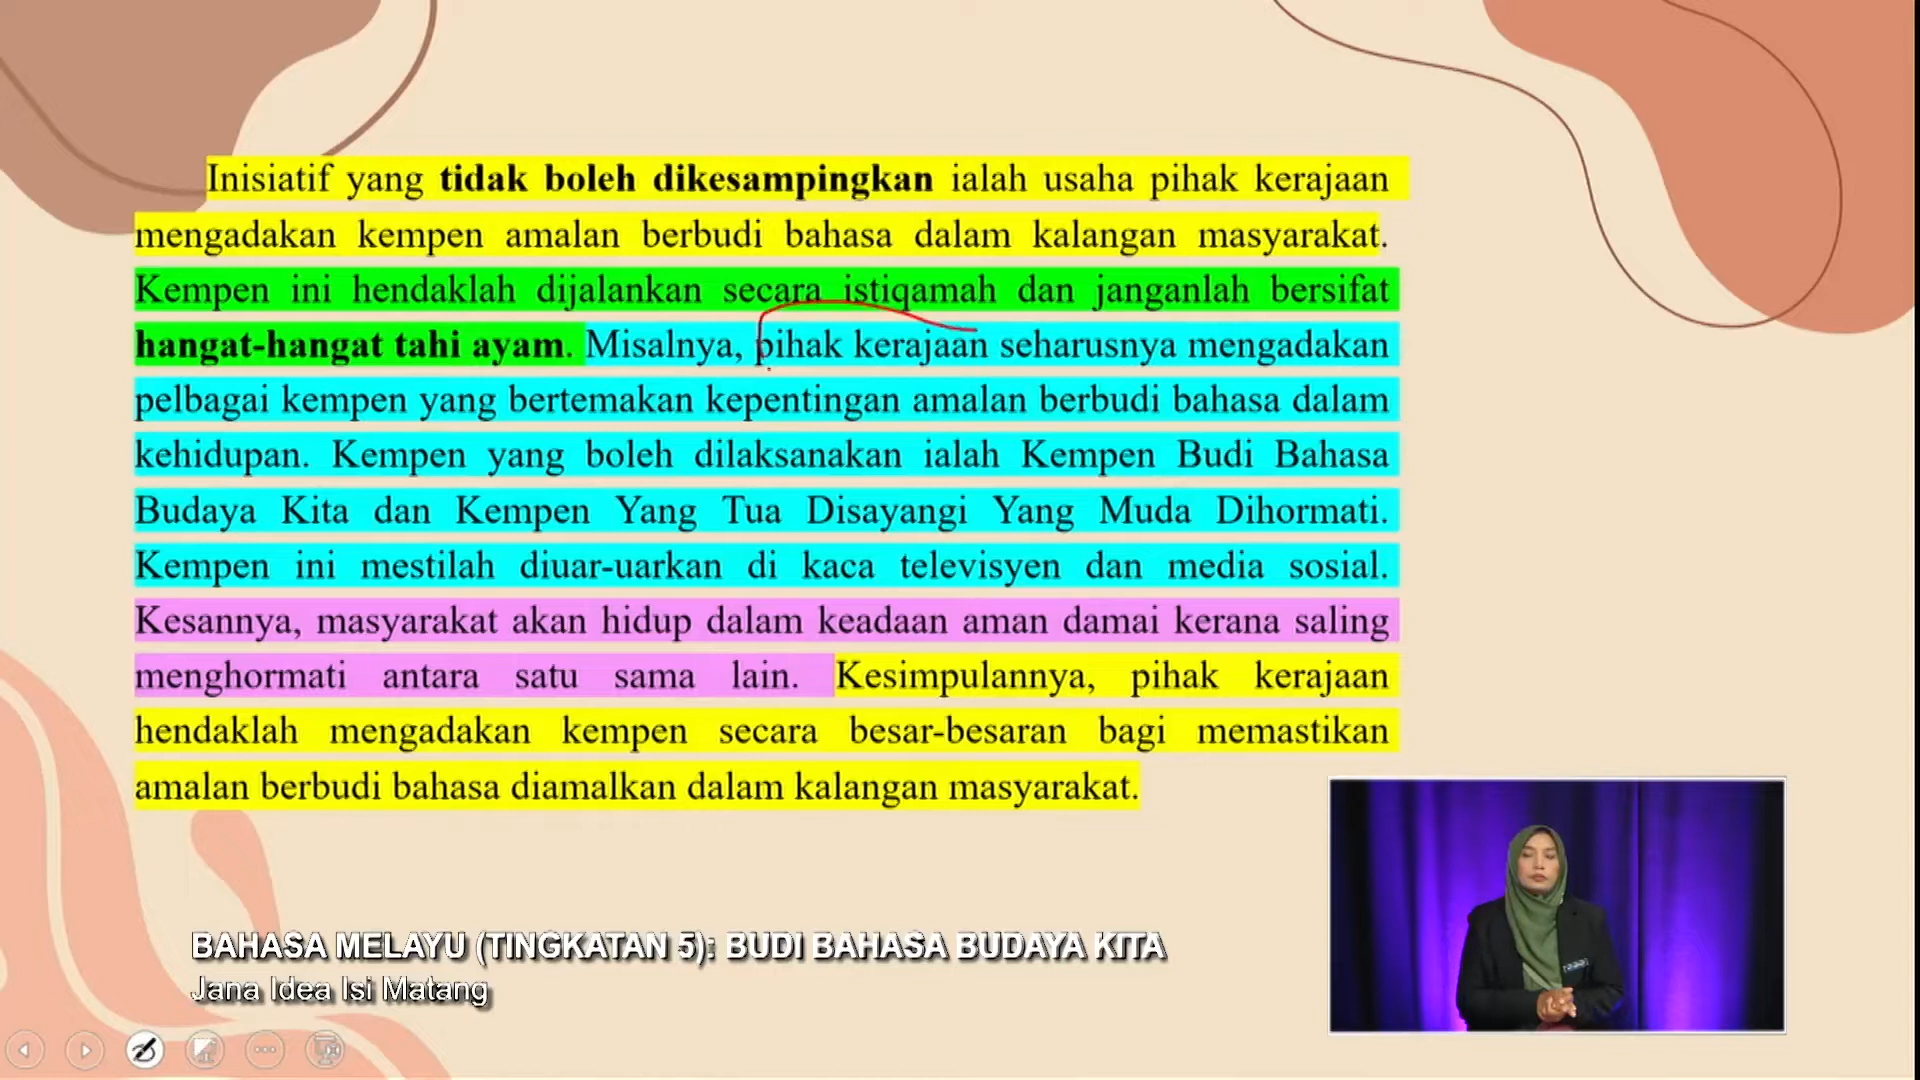 Inisiatif yang tidak boleh dikesampingkan ialah usaha pihak kerajaan
mengadakan kempen amalan berbudi bahasa dalam kalangan masyarakat.
Kempen ini hendaklah dijalankan secara istiqamah dan janganlah bersifat
hangat-hangat tahi ayam. Misalnya, pihak kerajaan seharusnya mengadakan
pelbagai kempen yang bertemakan kepentingan amalan berbudi bahasa dalam
kehidupan. Kempen yang boleh dilaksanakan ialah Kempen Budi Bahasa
Budaya Kita dan Kempen Yang Tua Disayangi Yang Muda Dihormati.
Kempen ini mestilah diuar-uarkan di kaca televisyen dan media sosial.
Kesannya, masyarakat akan hidup dalam keadaan aman damai kerana saling
menghormati antara satu sama lain. Kesimpulannya, pihak kerajaan
hendaklah mengadakan kempen secara besar-besaran bagi memastikan
amalan berbudi bahasa diamalkan dalam kalangan masyarakat.
BAHASA MELAYU (TINGKATAN 5): BUDI BAHASA BUDAYA KITA
Jana Idea Isi Matang